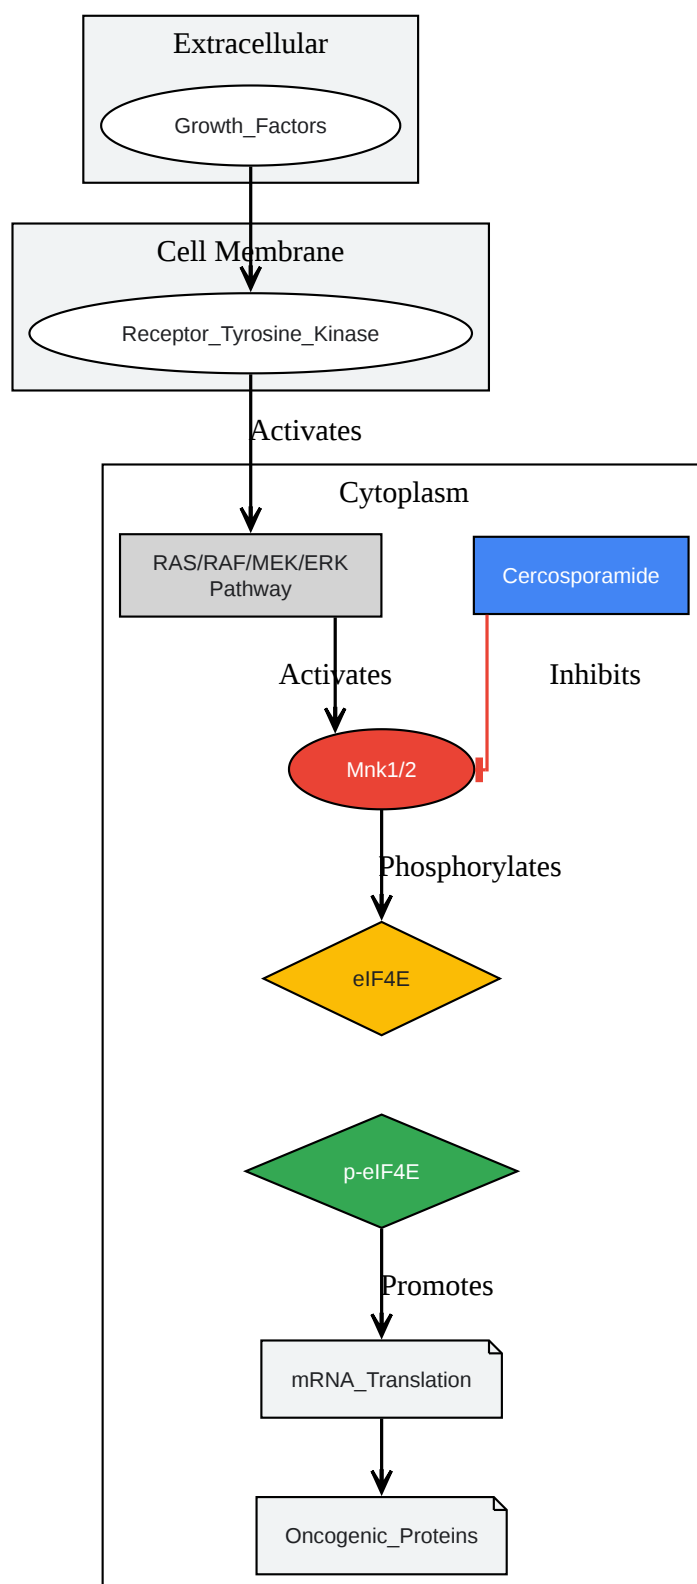 Extracellular
Growth_Factors
Cell Membrane
Receptor_Tyrosine_Kinase
Activates
Cytoplasm
RAS/RAF/MEK/ERK
Pathway
Cercosporamide
Activates
Inhibits
Mnk1/2
Phosphorylates
eIF4E
p-eIF4E
Promotes
mRNA_Translation
Oncogenic_Proteins